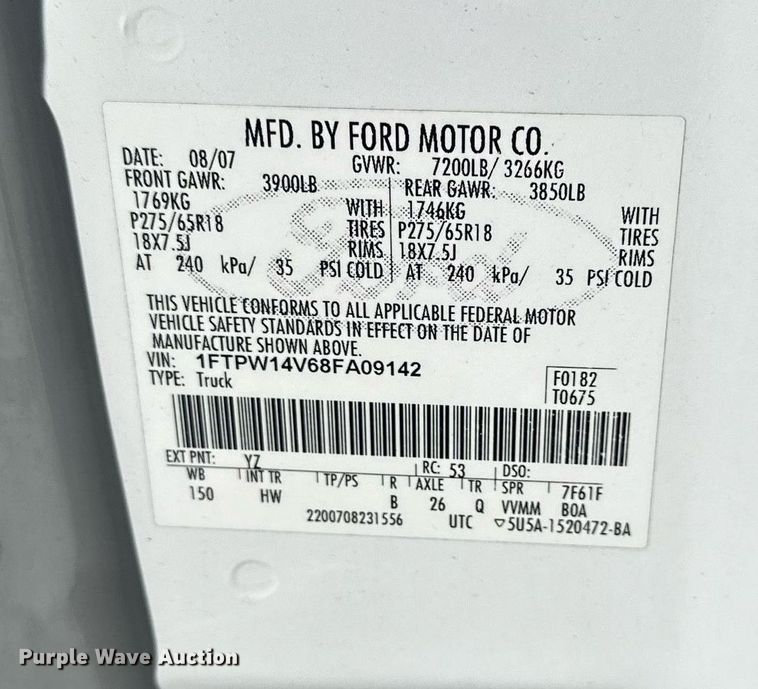 MFD. BY FORD MOTOR CO.
DATE: 08/07 GVWR: 7200LB/ 3266KG
FRONT GAWR: 3900LB REAR GAWR: 3850LB
1769KG WITH 1746KG WITH
P275/65R18 TIRES P275/65R18 TIRES
18X7.5J RIMS 18X7.5J RIMS
AT 240 kPa/ 35 PSI COLD AT 240 kPa/ 35 PSI COLD
Ford
THIS VEHICLE CONFORMS TO ALL APPLICABLE FEDERAL MOTOR
VEHICLE SAFETY STANDARDS IN EFFECT ON THE DATE OF
MANUFACTURE SHOWN ABOVE.
VIN: 1FTPW14V68FA09142
TYPE: Truck F0182
T0675
EXT PNT: YZ RC: 53 DSO:
WB INT TR TP/PS R AXLE TR SPR 7F61F
150 HW B 26 Q VVMM BOA
2200708231556 UTC ▽5U5A-1520472-BA
Purple Wave Auction